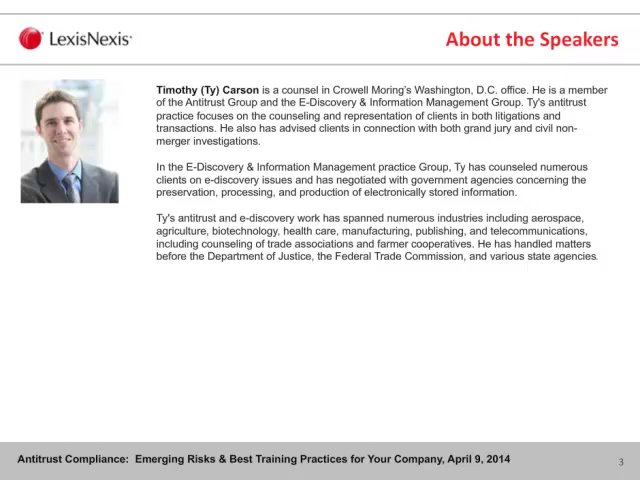 LexisNexis®
About the Speakers
Timothy (Ty) Carson is a counsel in Crowell Moring’s Washington, D.C. office. He is a member
of the Antitrust Group and the E-Discovery & Information Management Group. Ty's antitrust
practice focuses on the counseling and representation of clients in both litigations and
transactions. He also has advised clients in connection with both grand jury and civil non-
merger investigations.
In the E-Discovery & Information Management practice Group, Ty has counseled numerous
clients on e-discovery issues and has negotiated with government agencies concerning the
preservation, processing, and production of electronically stored information.
Ty's antitrust and e-discovery work has spanned numerous industries including aerospace,
agriculture, biotechnology, health care, manufacturing, publishing, and telecommunications,
including counseling of trade associations and farmer cooperatives. He has handled matters
before the Department of Justice, the Federal Trade Commission, and various state agencies.
Antitrust Compliance: Emerging Risks & Best Training Practices for Your Company, April 9, 2014
3